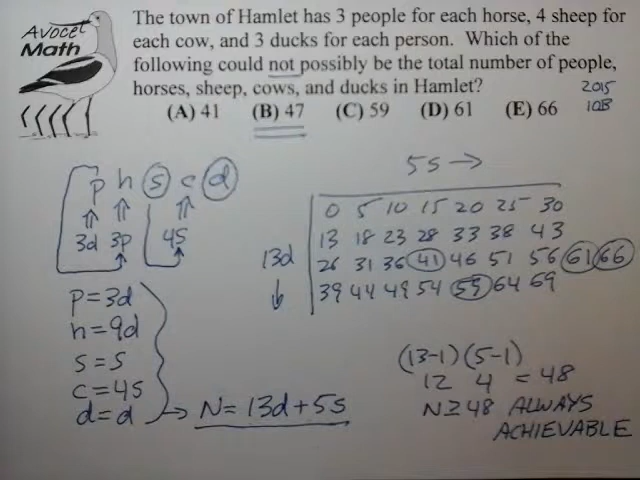 Avocet
Math
The town of Hamlet has 3 people for each horse, 4 sheep for
each cow, and 3 ducks for each person. Which of the
following could not possibly be the total number of people,
horses, sheep, cows, and ducks in Hamlet?
(A) 41 (B) 47 (C) 59 (D) 61 (E) 66
2015
10B
p h s c d
3d 3p 4s
p=3d
h=9d
s=s
c=4s
d=d
N=13d+5s
5s →
13d ↓
0 5 10 15 20 25 30
13 18 23 28 33 38 43
26 31 36 41 46 51 56 61 66
39 44 49 54 59 64 69
(13-1)(5-1)
12 4 = 48
N≥48 ALWAYS
ACHIEVABLE